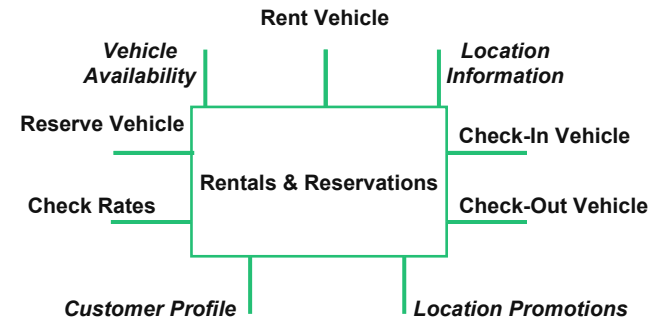 Rent Vehicle
Vehicle
Availability
Location
Information
Reserve Vehicle
Check-In Vehicle
Rentals & Reservations
Check Rates
Check-Out Vehicle
Customer Profile
Location Promotions